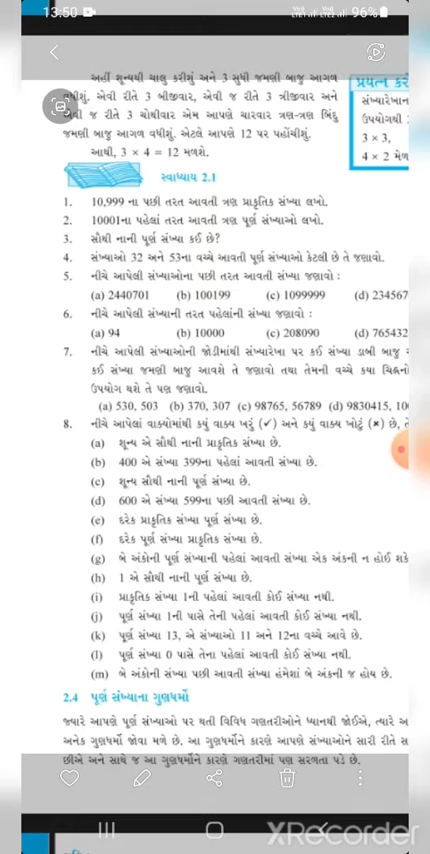 13:50
96%
અહીં શૂન્યથી ચાલુ કરીશું અને 3 સુધી જમણી બાજુ આગળ
વધીશું. એવી રીતે 3 બીજીવાર, એવી જ રીતે 3 ત્રીજીવાર અને
જ રીતે 3 ચોથીવાર એમ આપણે ચારવાર ત્રણ-ત્રણ બિંદુ
જમણી બાજુ આગળ વધીશું. એટલે આપણે 12 પર પહોંચીશું.
આથી, 3 × 4 = 12 મળશે.
પ્રયત્ન કરે
સંખ્યારેખાન
ઉપયોગથી
3 × 3,
4 × 2 મેળ
સ્વાધ્યાય 2.1
1. 10,999 ના પછી તરત આવતી ત્રણ પ્રાકૃતિક સંખ્યા લખો.
2. 10001ના પહેલાં તરત આવતી ત્રણ પૂર્ણ સંખ્યાઓ લખો.
3. સૌથી નાની પૂર્ણ સંખ્યા કઈ છે?
4. સંખ્યાઓ 32 અને 53ના વચ્ચે આવતી પૂર્ણ સંખ્યાઓ કેટલી છે તે જણાવો.
5. નીચે આપેલી સંખ્યાઓના પછી તરત આવતી સંખ્યા જણાવો :
(a) 2440701 (b) 100199 (c) 1099999 (d) 234567
6. નીચે આપેલી સંખ્યાની તરત પહેલાંની સંખ્યા જણાવો :
(a) 94 (b) 10000 (c) 208090 (d) 765432
7. નીચે આપેલી સંખ્યાઓની જોડીમાંથી સંખ્યારેખા પર કઈ સંખ્યા ડાબી બાજુ
કઈ સંખ્યા જમણી બાજુ આવશે તે જણાવો તથા તેમની વચ્ચે કયા ચિહ્નનો
ઉપયોગ થશે તે પણ જણાવો.
(a) 530, 503 (b) 370, 307 (c) 98765, 56789 (d) 9830415, 10
8. નીચેનામાંથી આપેલાં વાક્યોમાંથી કયું વાક્ય ખરું (✓) અને કયું વાક્ય ખોટું (×) છે,
(a) શૂન્ય એ સૌથી નાની પ્રાકૃતિક સંખ્યા છે.
(b) 400 એ સંખ્યા 399ના પહેલાં આવતી સંખ્યા છે.
(c) શૂન્ય સૌથી નાની પૂર્ણ સંખ્યા છે.
(d) 600 એ સંખ્યા 599ના પછી આવતી સંખ્યા છે.
(e) દરેક પ્રાકૃતિક સંખ્યા પૂર્ણ સંખ્યા છે.
(f) દરેક પૂર્ણ સંખ્યા પ્રાકૃતિક સંખ્યા છે.
(g) બે અંકોની પૂર્ણ સંખ્યાની પહેલાં આવતી સંખ્યા એક અંકની ન હોઈ શકે
(h) 1 એ સૌથી નાની પૂર્ણ સંખ્યા છે.
(i) પ્રાકૃતિક સંખ્યા 1ની પહેલાં આવતી કોઈ સંખ્યા નથી.
(j) પૂર્ણ સંખ્યા 1ની પાસે તેની પહેલાં આવતી કોઈ સંખ્યા નથી.
(k) પૂર્ણ સંખ્યા 13, એ સંખ્યાઓ 11 અને 12ના વચ્ચે આવે છે.
(l) પૂર્ણ સંખ્યા 0 પાસે તેના પહેલાં આવતી કોઈ સંખ્યા નથી.
(m) બે અંકોની સંખ્યા પછી આવતી સંખ્યા હંમેશાં બે અંકની જ હોય છે.
2.4 પૂર્ણ સંખ્યાના ગુણધર્મો
જ્યારે આપણે પૂર્ણ સંખ્યાઓ પર થતી વિવિધ ગણતરીઓને ધ્યાનથી જોઈએ, ત્યારે અ
અનેક ગુણધર્મો જોવા મળે છે. આ ગુણધર્મોને કારણે આપણે સંખ્યાઓને સારી રીતે સ
છીએ અને સાથે જ આ ગુણધર્મોને કારણે ગણતરીમાં પણ સરળતા પડે છે.
XRecorder